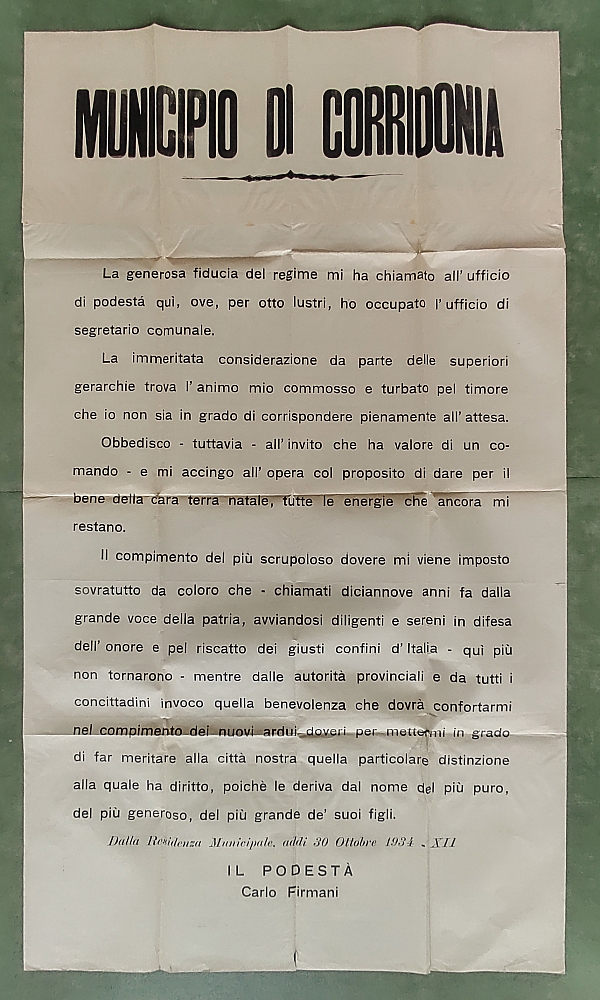 MUNICIPIO DI CORRIDONIA
La generosa fiducia del regime mi ha chiamato all'ufficio
di podestá quì, ove, per otto lustri, ho occupato l'ufficio di
segretario comunale.
La immeritata considerazione da parte delle superiori
gerarchie trova l'animo mio commosso e turbato pel timore
che io non sia in grado di corrispondere pienamente all'attesa.
Obbedisco - tuttavia - all'invito che ha valore di un co-
mando - e mi accingo all'opera col proposito di dare per il
bene della cara terra natale, tutte le energie che ancora mi
restano.
Il compimento del più scrupoloso dovere mi viene imposto
sovratutto da coloro che - chiamati diciannove anni fa dalla
grande voce della patria, avviandosi diligenti e sereni in difesa
dell'onore e pel riscatto dei giusti confini d'Italia - quì più
non tornarono - mentre dalle autorità provinciali e da tutti i
concittadini invoco quella benevolenza che dovrà confortarmi
nel compimento dei nuovi ardui doveri per mettermi in grado
di far meritare alla città nostra quella particolare distinzione
alla quale ha diritto, poichè le deriva dal nome del più puro,
del più generoso, del più grande de' suoi figli.
Dalla Residenza Municipale, addì 30 Ottobre 1934 - XII
IL PODESTÀ
Carlo Firmani